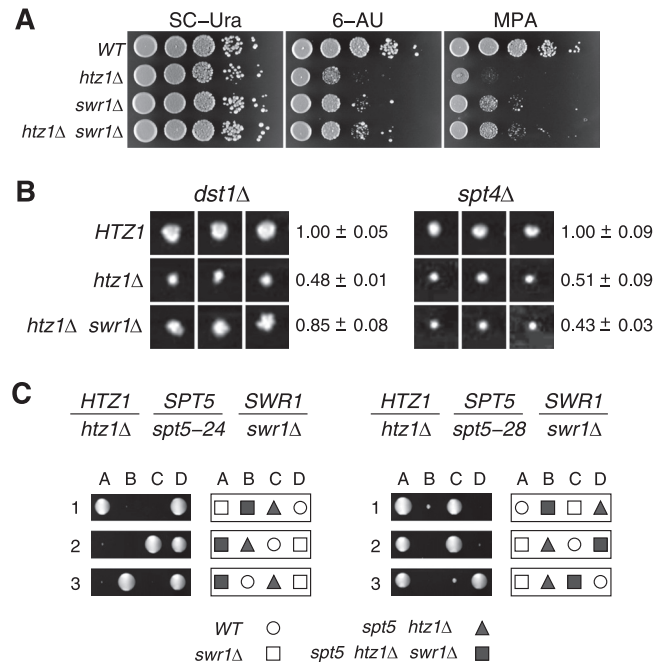 A
SC–Ura 6–AU MPA
WT
htz1Δ
swr1Δ
htz1Δ swr1Δ
B
dst1Δ spt4Δ
HTZ1 1.00 ± 0.05 1.00 ± 0.09
htz1Δ 0.48 ± 0.01 0.51 ± 0.09
htz1Δ swr1Δ 0.85 ± 0.08 0.43 ± 0.03
C
HTZ1 SPT5 SWR1 HTZ1 SPT5 SWR1
htz1Δ spt5–24 swr1Δ htz1Δ spt5–28 swr1Δ
A B C D A B C D A B C D A B C D
1 1
2 2
3 3
WT spt5 htz1Δ
swr1Δ spt5 htz1Δ swr1Δ